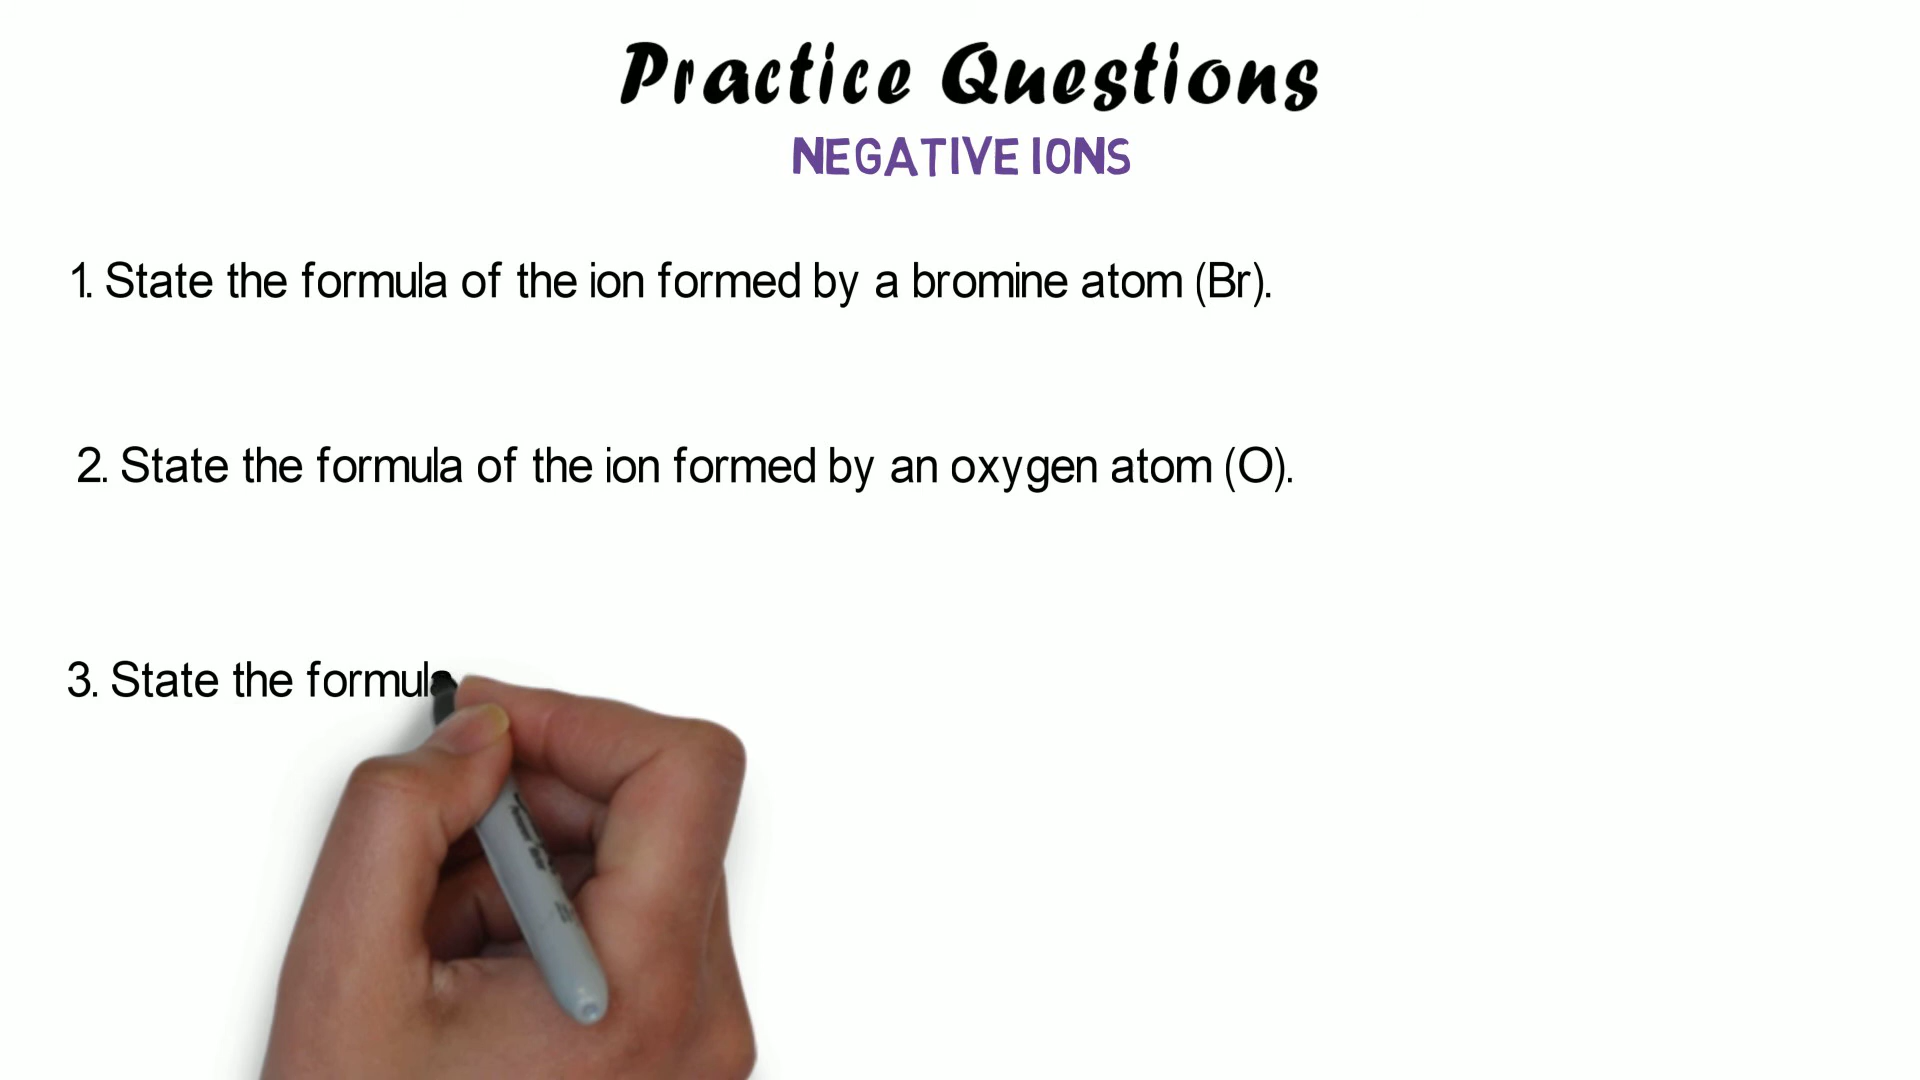 Practice Questions
NEGATIVE IONS
1. State the formula of the ion formed by a bromine atom (Br).
2. State the formula of the ion formed by an oxygen atom (O).
3. State the formula